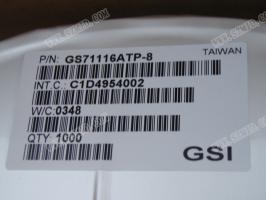 TAIWAN
P/N: GS71116ATP-8
INT.C.: C1D4954002
W/C:0348
QTY: 1000
GSI